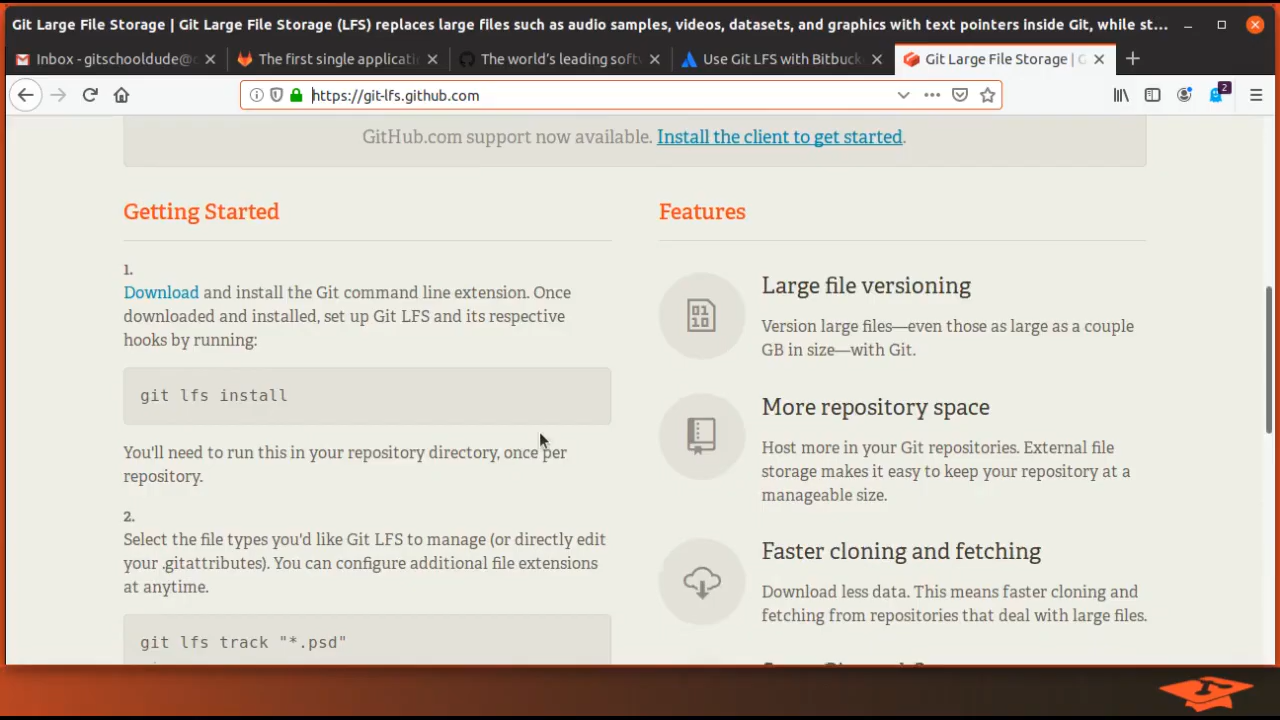 Git Large File Storage | Git Large File Storage (LFS) replaces large files such as audio samples, videos, datasets, and graphics with text pointers inside Git, while st...
Inbox - gitschooldude@
The first single applicati
The world's leading soft
Use Git LFS with Bitbuck
Git Large File Storage | G
https://git-lfs.github.com
2
GitHub.com support now available. Install the client to get started.
Getting Started
1.
Download and install the Git command line extension. Once
downloaded and installed, set up Git LFS and its respective
hooks by running:
git lfs install
You'll need to run this in your repository directory, once per
repository.
2.
Select the file types you'd like Git LFS to manage (or directly edit
your .gitattributes). You can configure additional file extensions
at anytime.
git lfs track "*.psd"
Features
Large file versioning
Version large files—even those as large as a couple
GB in size—with Git.
More repository space
Host more in your Git repositories. External file
storage makes it easy to keep your repository at a
manageable size.
Faster cloning and fetching
Download less data. This means faster cloning and
fetching from repositories that deal with large files.